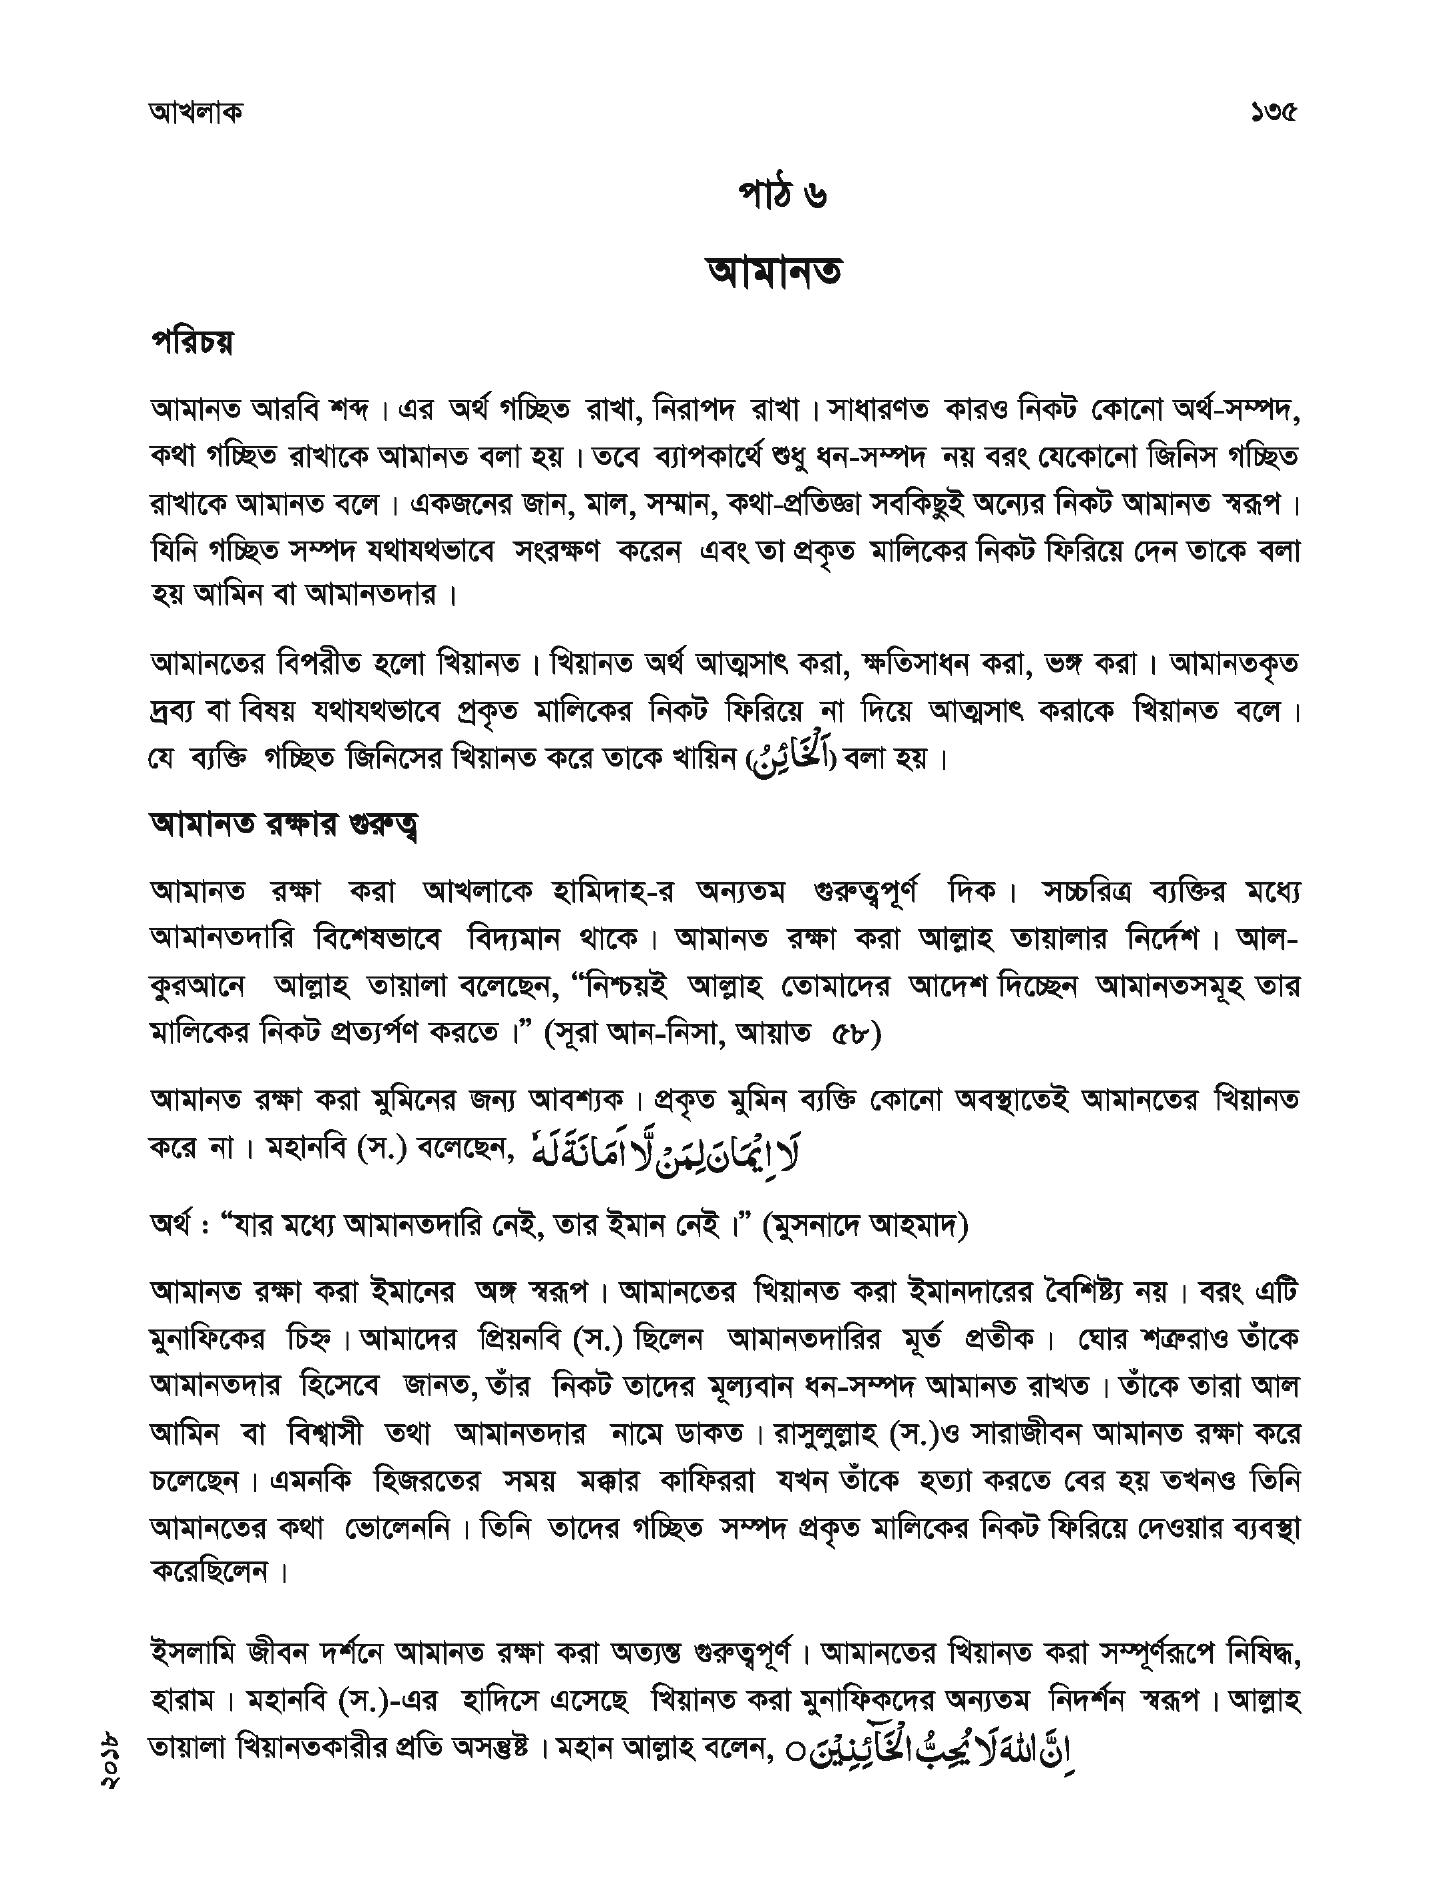 আখলাক ১৩৫
পাঠ ৬
আমানত
পরিচয়
আমানত আরবি শব্দ । এর অর্থ গচ্ছিত রাখা, নিরাপদ রাখা । সাধারণত কারও নিকট কোনো অর্থ-সম্পদ,
কথা গচ্ছিত রাখাকে আমানত বলা হয় । তবে ব্যাপকার্থে শুধু ধন-সম্পদ নয় বরং যেকোনো জিনিস গচ্ছিত
রাখাকে আমানত বলে । একজনের জান, মাল, সম্মান, কথা-প্রতিজ্ঞা সবকিছুই অন্যের নিকট আমানত স্বরূপ ।
যিনি গচ্ছিত সম্পদ যথাযথভাবে সংরক্ষণ করেন এবং তা প্রকৃত মালিকের নিকট ফিরিয়ে দেন তাকে বলা
হয় আমিন বা আমানতদার ।
আমানতের বিপরীত হলো খিয়ানত । খিয়ানত অর্থ আত্মসাৎ করা, ক্ষতিসাধন করা, ভঙ্গ করা । আমানতকৃত
দ্রব্য বা বিষয় যথাযথভাবে প্রকৃত মালিকের নিকট ফিরিয়ে না দিয়ে আত্মসাৎ করাকে খিয়ানত বলে ।
যে ব্যক্তি গচ্ছিত জিনিসের খিয়ানত করে তাকে খায়িন (اَلْخَائِنُ) বলা হয় ।
আমানত রক্ষার গুরুত্ব
আমানত রক্ষা করা আখলাকে হামিদাহ-র অন্যতম গুরুত্বপূর্ণ দিক । সচ্চরিত্র ব্যক্তির মধ্যে
আমানতদারি বিশেষভাবে বিদ্যমান থাকে । আমানত রক্ষা করা আল্লাহ তায়ালার নির্দেশ । আল-
কুরআনে আল্লাহ তায়ালা বলেছেন, “নিশ্চয়ই আল্লাহ তোমাদের আদেশ দিচ্ছেন আমানতসমূহ তার
মালিকের নিকট প্রত্যর্পণ করতে ।” (সূরা আন-নিসা, আয়াত ৫৮)
আমানত রক্ষা করা মুমিনের জন্য আবশ্যক । প্রকৃত মুমিন ব্যক্তি কোনো অবস্থাতেই আমানতের খিয়ানত
করে না । মহানবি (স.) বলেছেন, لَا اِيْمَانَ لِمَنْ لَّا اَمَانَةَ لَهٗ
অর্থ : “যার মধ্যে আমানতদারি নেই, তার ইমান নেই ।” (মুসনাদে আহমাদ)
আমানত রক্ষা করা ইমানের অঙ্গ স্বরূপ । আমানতের খিয়ানত করা ইমানদারের বৈশিষ্ট্য নয় । বরং এটি
মুনাফিকের চিহ্ন । আমাদের প্রিয়নবি (স.) ছিলেন আমানতদারির মূর্ত প্রতীক । ঘোর শত্রুরাও তাঁকে
আমানতদার হিসেবে জানত, তাঁর নিকট তাদের মূল্যবান ধন-সম্পদ আমানত রাখত । তাঁকে তারা আল
আমিন বা বিশ্বাসী তথা আমানতদার নামে ডাকত । রাসুলুল্লাহ (স.)ও সারাজীবন আমানত রক্ষা করে
চলেছেন । এমনকি হিজরতের সময় মক্কার কাফিররা যখন তাঁকে হত্যা করতে বের হয় তখনও তিনি
আমানতের কথা ভোলেননি । তিনি তাদের গচ্ছিত সম্পদ প্রকৃত মালিকের নিকট ফিরিয়ে দেওয়ার ব্যবস্থা
করেছিলেন ।
ইসলামি জীবন দর্শনে আমানত রক্ষা করা অত্যন্ত গুরুত্বপূর্ণ । আমানতের খিয়ানত করা সম্পূর্ণরূপে নিষিদ্ধ,
হারাম । মহানবি (স.)-এর হাদিসে এসেছে খিয়ানত করা মুনাফিকদের অন্যতম নিদর্শন স্বরূপ । আল্লাহ
তায়ালা খিয়ানতকারীর প্রতি অসন্তুষ্ট । মহান আল্লাহ বলেন, اِنَّ اللهَ لَا يُحِبُّ الْخَآئِنِيْنَ ○
২০১৮